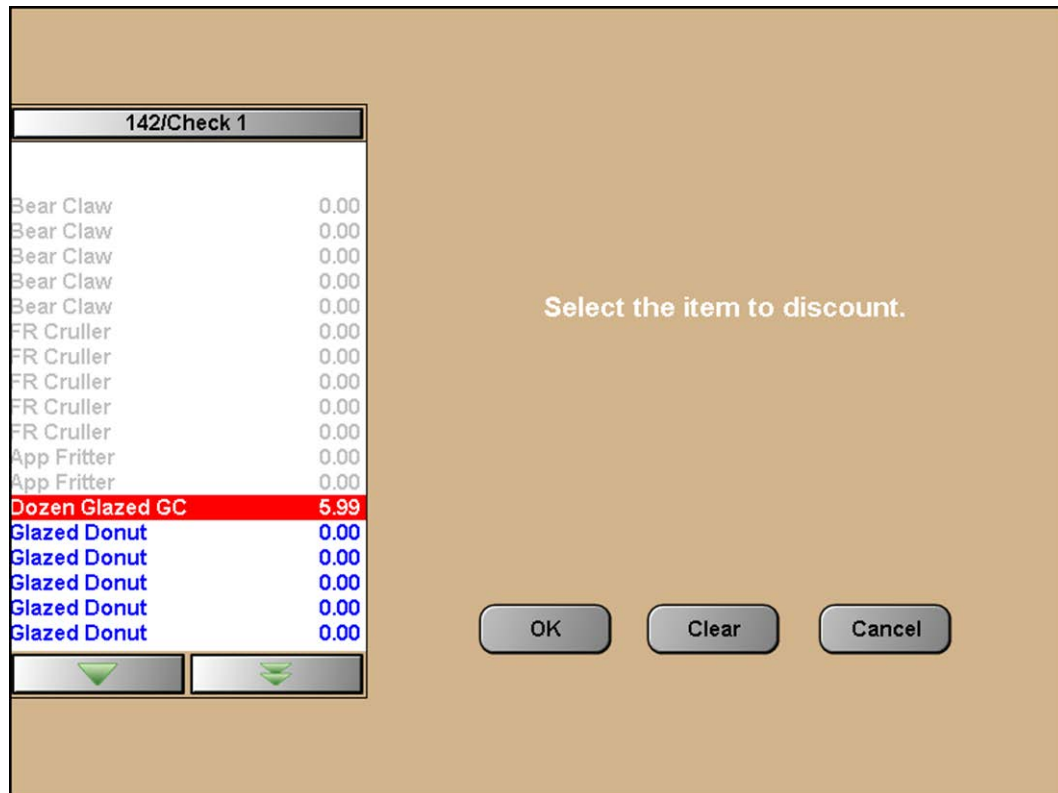 142/Check 1
Bear Claw 0.00
Bear Claw 0.00
Bear Claw 0.00
Bear Claw 0.00
Bear Claw 0.00
FR Cruller 0.00
FR Cruller 0.00
FR Cruller 0.00
FR Cruller 0.00
FR Cruller 0.00
App Fritter 0.00
App Fritter 0.00
Dozen Glazed GC 5.99
Glazed Donut 0.00
Glazed Donut 0.00
Glazed Donut 0.00
Glazed Donut 0.00
Glazed Donut 0.00
Select the item to discount.
OK Clear Cancel